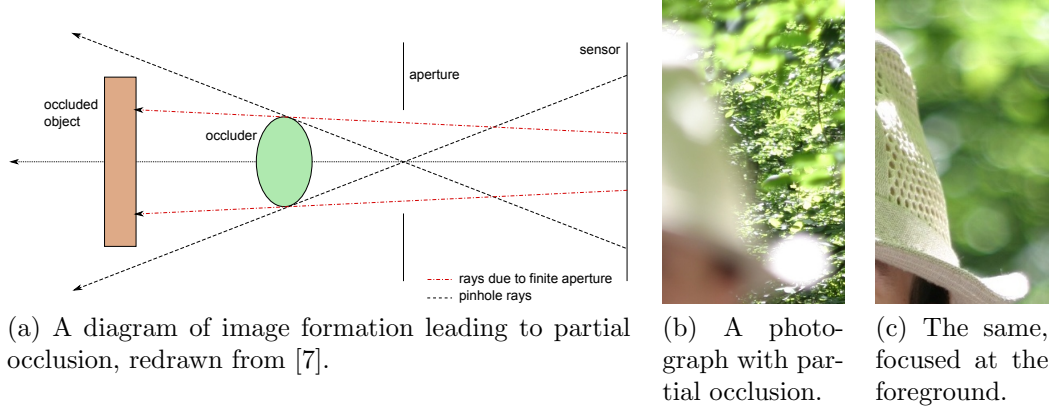 sensor
aperture
occluded
object
occluder
rays due to finite aperture
pinhole rays
(a) A diagram of image formation leading to partial
occlusion, redrawn from [7].
(b) A photo-
graph with par-
tial occlusion.
(c) The same,
focused at the
foreground.